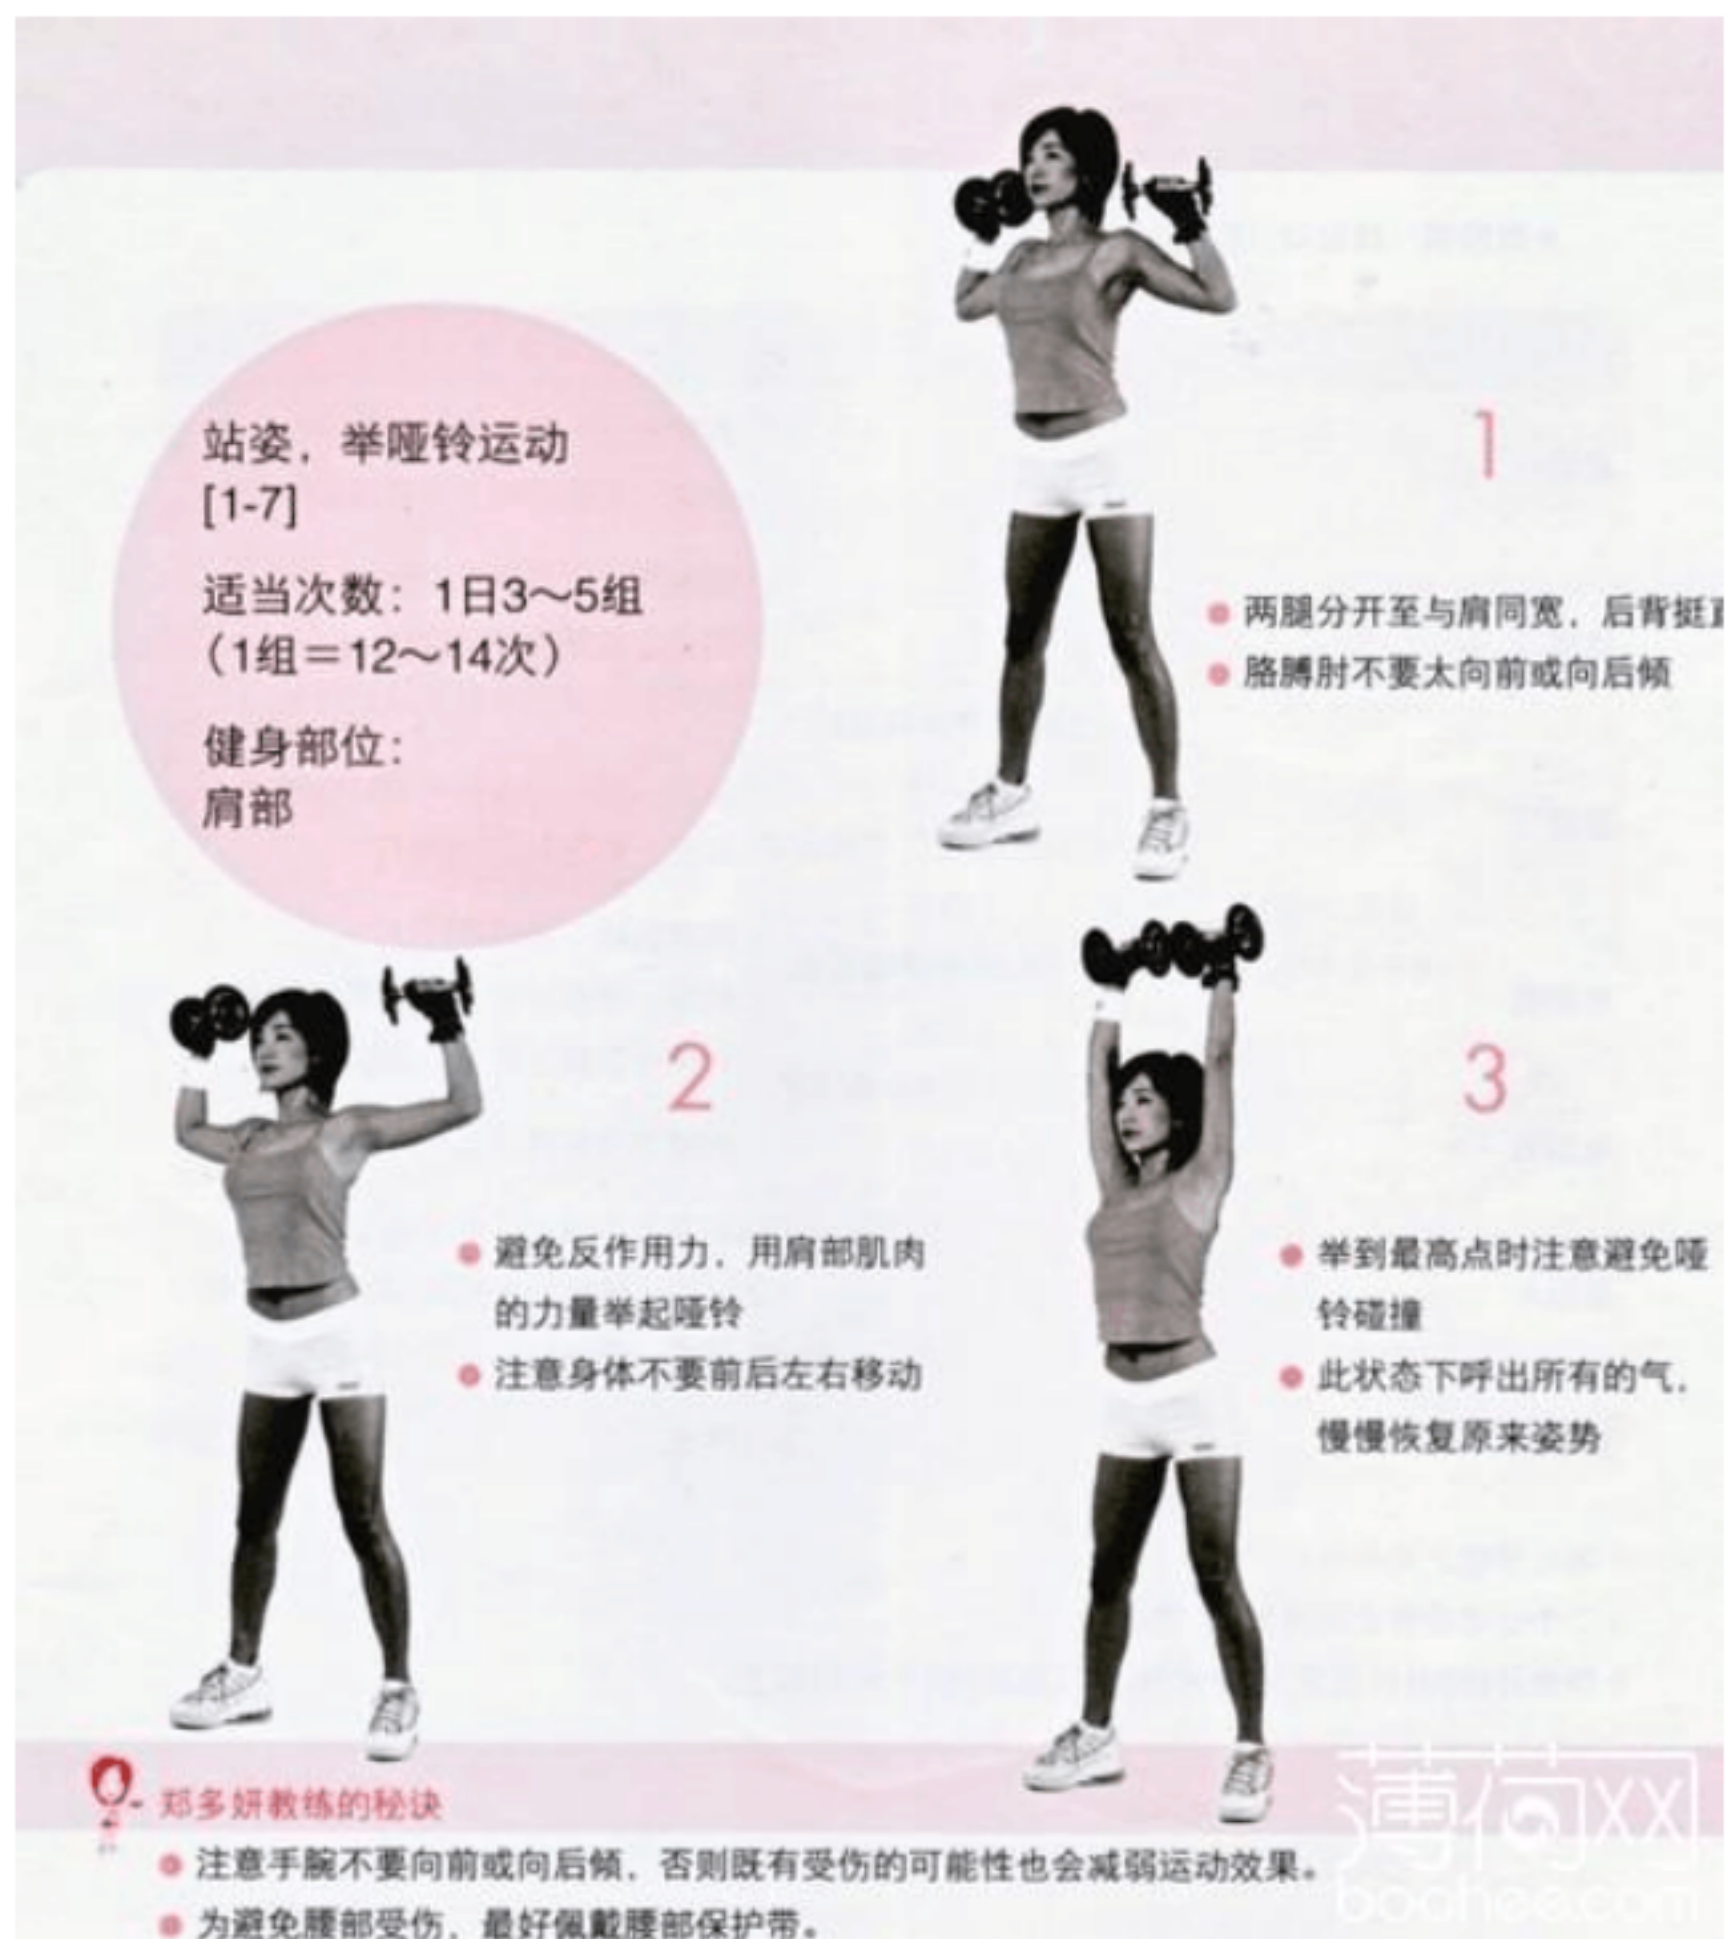 站姿，举哑铃运动
[1-7]
适当次数：1日3～5组
（1组＝12～14次）
健身部位：
肩部
1
两腿分开至与肩同宽，后背挺直
胳膊肘不要太向前或向后倾
2
避免反作用力，用肩部肌肉
的力量举起哑铃
注意身体不要前后左右移动
3
举到最高点时注意避免哑
铃碰撞
此状态下呼出所有的气，
慢慢恢复原来姿势
郑多妍教练的秘诀
注意手腕不要向前或向后倾，否则既有受伤的可能性也会减弱运动效果。
为避免腰部受伤，最好佩戴腰部保护带。
薄荷网
boohee.com